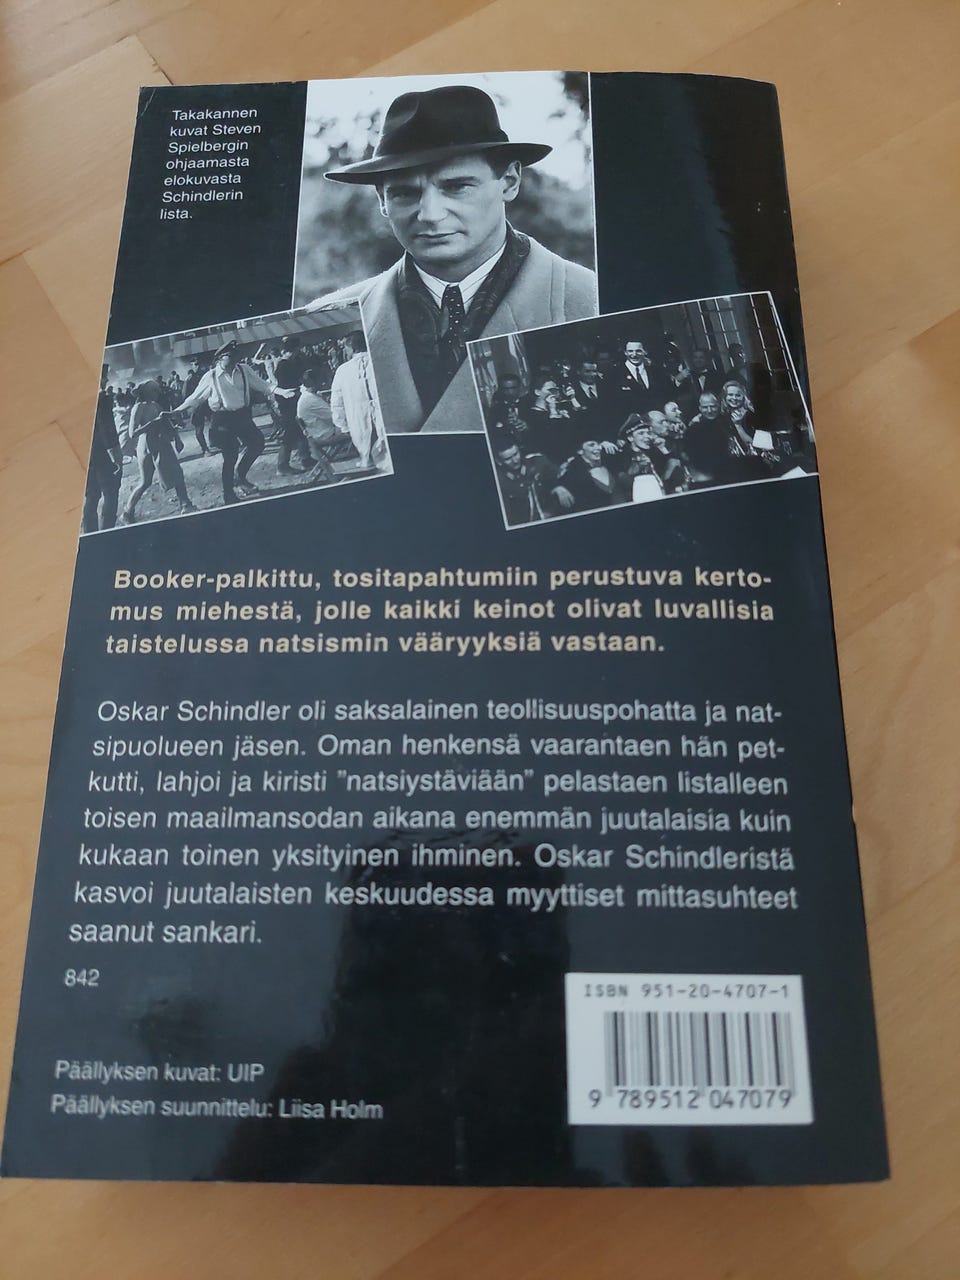 Takakannen
kuvat Steven
Spielbergin
ohjaamasta
elokuvasta
Schindlerin
lista.
Booker-palkittu, tositapahtumiin perustuva kerto-
mus miehestä, jolle kaikki keinot olivat luvallisia
taistelussa natsismin vääryyksiä vastaan.
Oskar Schindler oli saksalainen teollisuuspohatta ja nat-
sipuolueen jäsen. Oman henkensä vaarantaen hän pet-
kutti, lahjoi ja kiristi "natsiystäviään" pelastaen listalleen
toisen maailmansodan aikana enemmän juutalaisia kuin
kukaan toinen yksityinen ihminen. Oskar Schindleristä
kasvoi juutalaisten keskuudessa myyttiset mittasuhteet
saanut sankari.
842
ISBN 951-20-4707-1
9 789512 047079
Päällyksen kuvat: UIP
Päällyksen suunnittelu: Liisa Holm